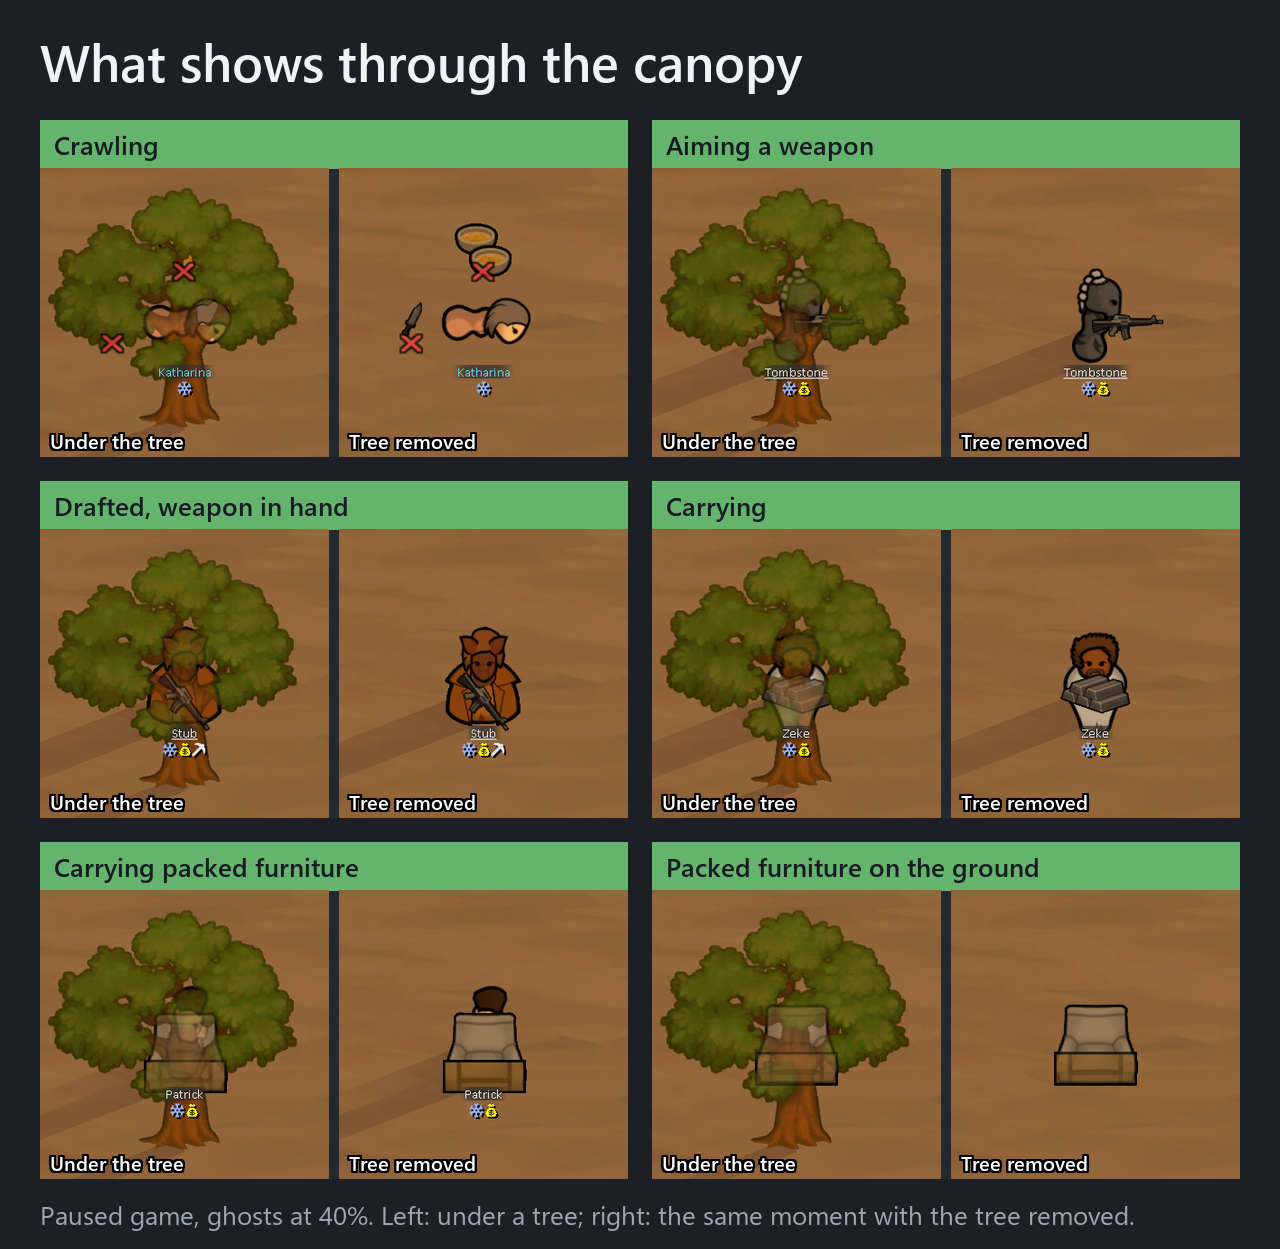 What shows through the canopy
Crawling
Aiming a weapon
Katharina
Katharina
Tombstone
Tombstone
Under the tree
Tree removed
Under the tree
Tree removed
Drafted, weapon in hand
Carrying
Stub
Stub
Zeke
Zeke
Under the tree
Tree removed
Under the tree
Tree removed
Carrying packed furniture
Packed furniture on the ground
Patrick
Patrick
Under the tree
Tree removed
Under the tree
Tree removed
Paused game, ghosts at 40%. Left: under a tree; right: the same moment with the tree removed.